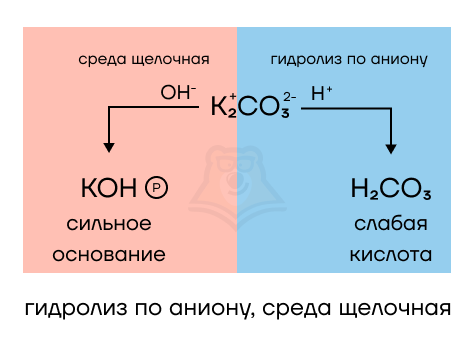 среда щелочная
гидролиз по аниону
OH⁻ K₂⁺CO₃²⁻ H⁺
KOH Ⓟ
H₂CO₃
сильное
основание
слабая
кислота
гидролиз по аниону, среда щелочная